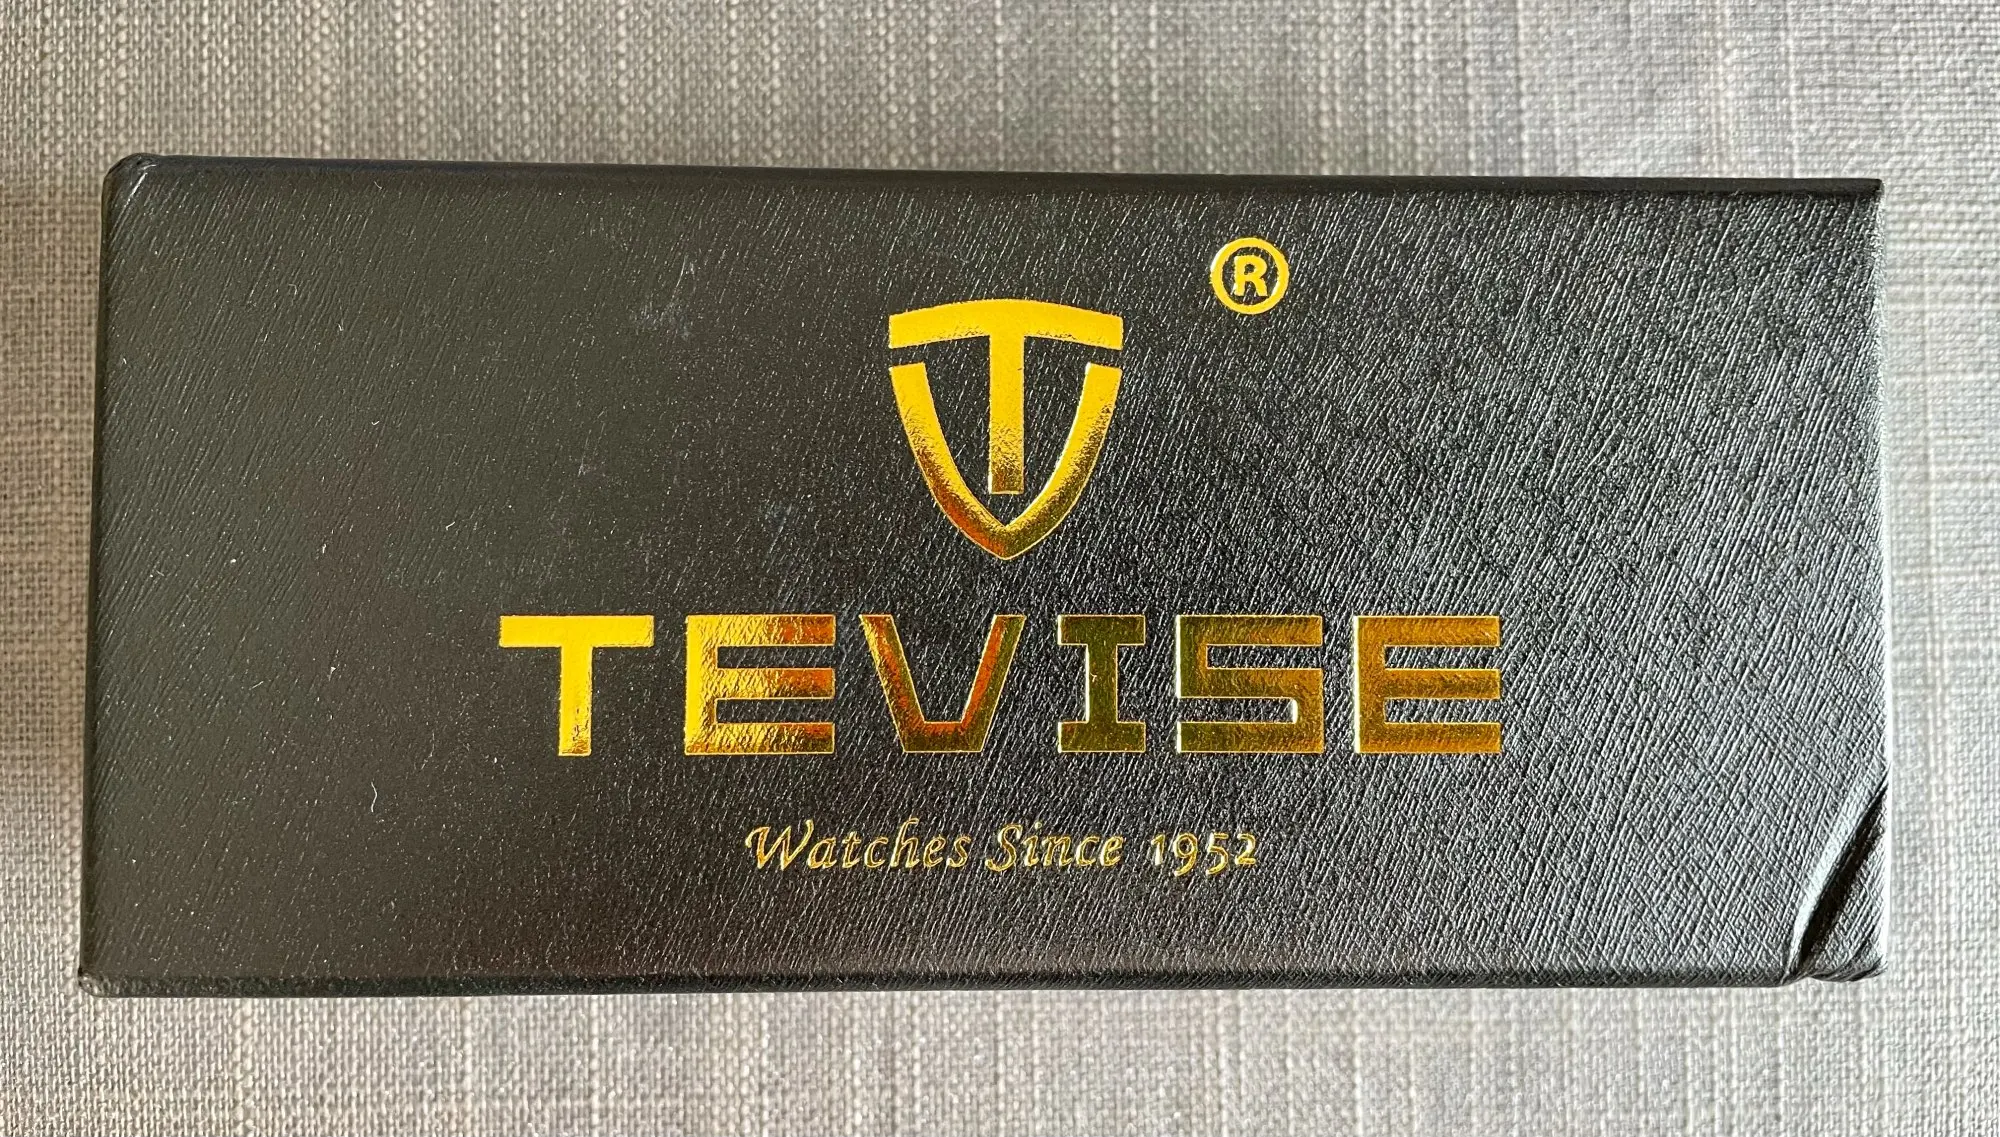 ®
T
TEVISE
Watches Since 1952